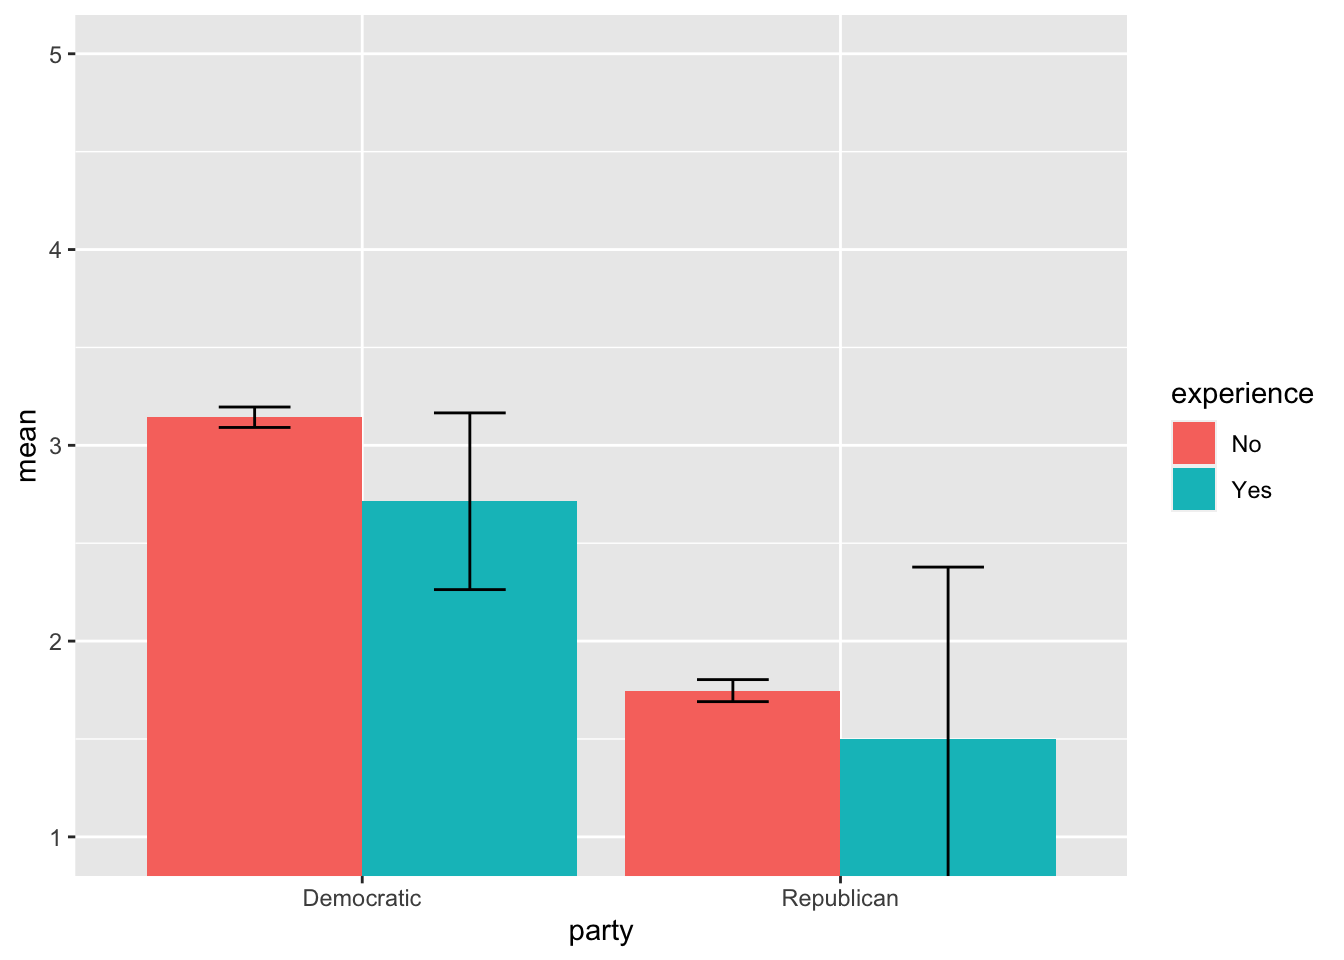 5
4
3
2
1
mean
Democratic
Republican
party
experience
No
Yes